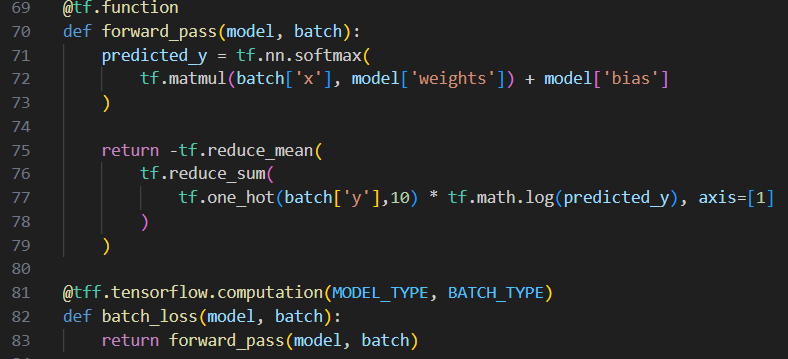 69 @tf.function
70 def forward_pass(model, batch):
71     predicted_y = tf.nn.softmax(
72         tf.matmul(batch['x'], model['weights']) + model['bias']
73     )
74
75     return -tf.reduce_mean(
76         tf.reduce_sum(
77             tf.one_hot(batch['y'],10) * tf.math.log(predicted_y), axis=[1]
78         )
79     )
80
81 @tff.tensorflow.computation(MODEL_TYPE, BATCH_TYPE)
82 def batch_loss(model, batch):
83     return forward_pass(model, batch)